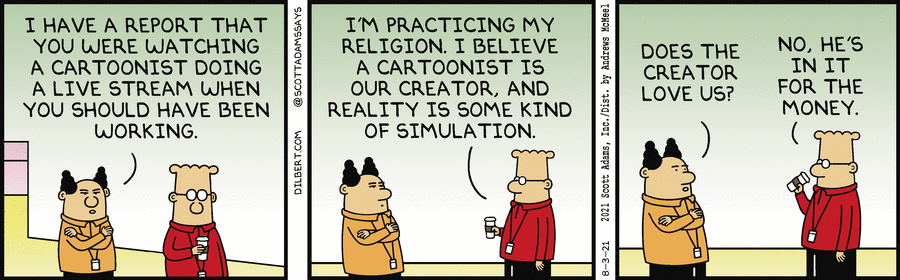 I HAVE A REPORT THAT
YOU WERE WATCHING
A CARTOONIST DOING
A LIVE STREAM WHEN
YOU SHOULD HAVE BEEN
WORKING.
DILBERT.COM @SCOTTADAMSSAYS
I'M PRACTICING MY
RELIGION. I BELIEVE
A CARTOONIST IS
OUR CREATOR, AND
REALITY IS SOME KIND
OF SIMULATION.
8-3-21 2021 Scott Adams, Inc./Dist. by Andrews McMeel
DOES THE
CREATOR
LOVE US?
NO, HE'S
IN IT
FOR THE
MONEY.